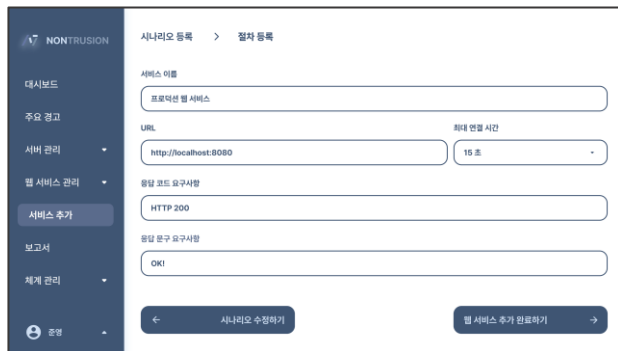 NONTRUSION
대시보드
주요 경고
서버 관리
웹 서비스 관리
서비스 추가
보고서
체계 관리
준영
시나리오 등록 > 절차 등록
서비스 이름
프로덕션 웹 서비스
URL 최대 연결 시간
http://localhost:8080 15 초
응답 코드 요구사항
HTTP 200
응답 문구 요구사항
OK!
← 시나리오 수정하기 웹 서비스 추가 완료하기 →